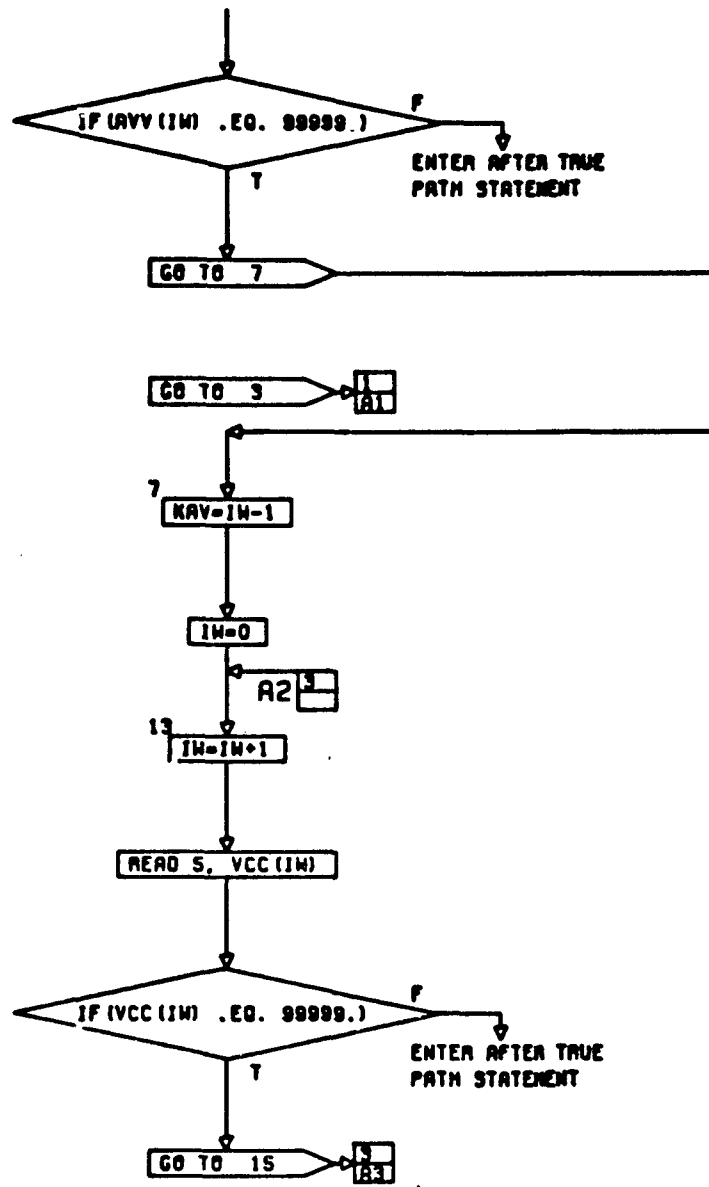 F
IF(AVV(IW) .EQ. 99999.)
T
ENTER AFTER TRUE
PATH STATEMENT
GO TO 7
GO TO 3
1
A1
7
KAV=IW-1
IW=0
A2
3
13
IW=IW+1
READ 5, VCC(IW)
F
IF(VCC(IW) .EQ. 99999.)
T
ENTER AFTER TRUE
PATH STATEMENT
GO TO 15
3
A3